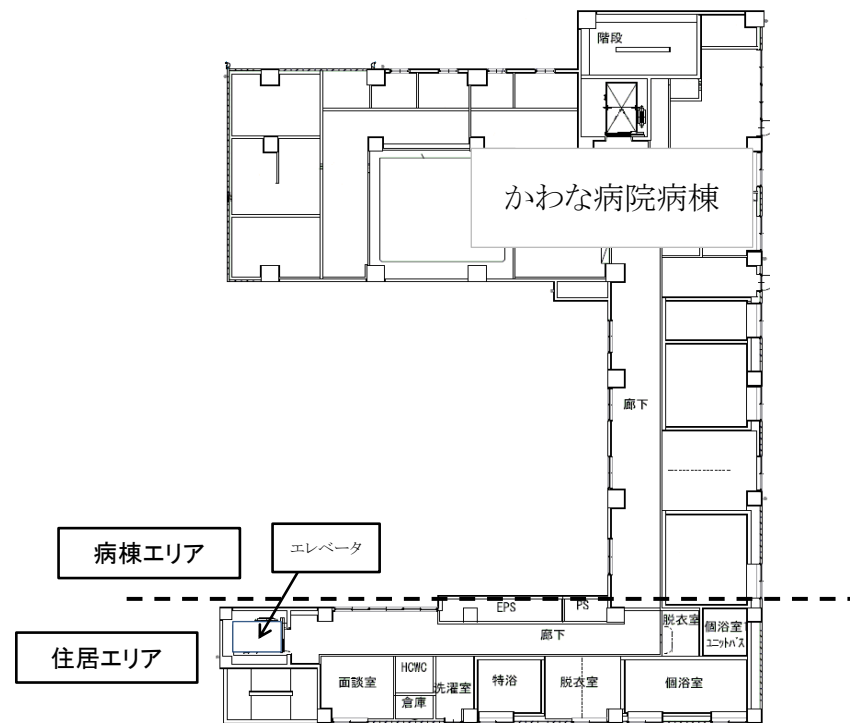 階段
かわな病院病棟
廊下
病棟エリア
エレベータ
EPS
PS
住居エリア
廊下
脱衣室
個浴室
ユニットバス
面談室
HCWC
倉庫
洗濯室
特浴
脱衣室
個浴室